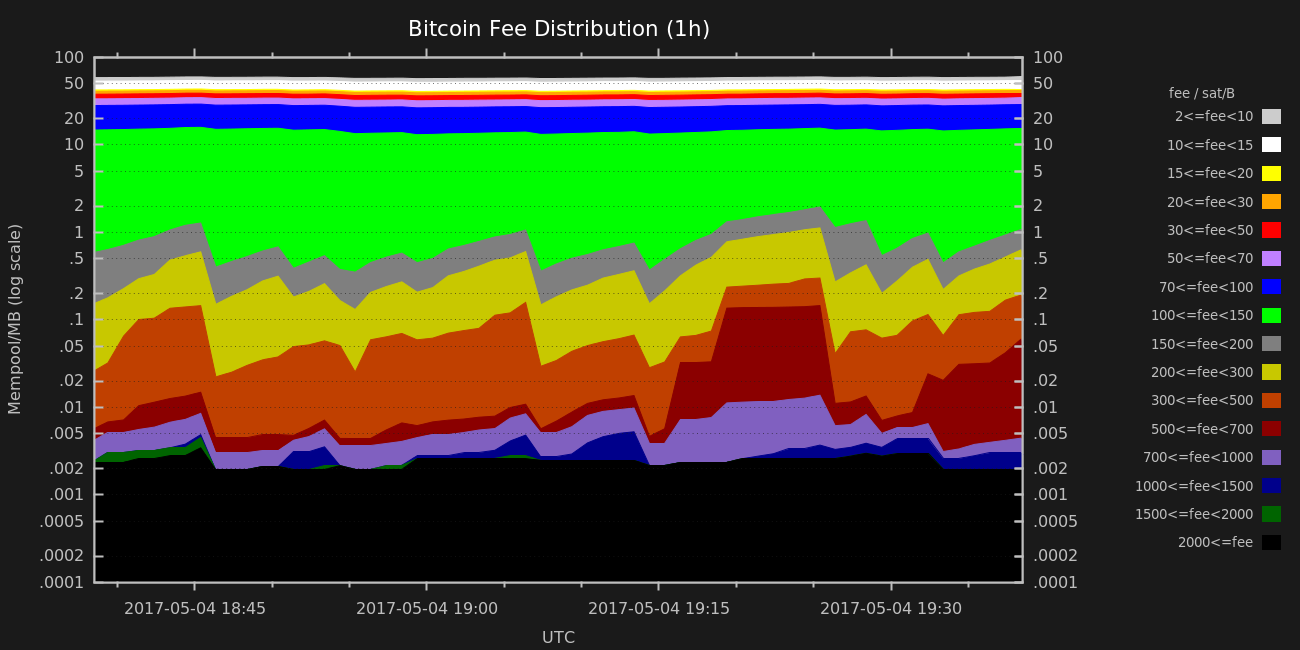 Bitcoin Fee Distribution (1h)
Mempool/MB (log scale)
100
50
20
10
5
2
1
.5
.2
.1
.05
.02
.01
.005
.002
.001
.0005
.0002
.0001
2017-05-04 18:45
2017-05-04 19:00
2017-05-04 19:15
2017-05-04 19:30
UTC
100
50
20
10
5
2
1
.5
.2
.1
.05
.02
.01
.005
.002
.001
.0005
.0002
.0001
fee / sat/B
2<=fee<10
10<=fee<15
15<=fee<20
20<=fee<30
30<=fee<50
50<=fee<70
70<=fee<100
100<=fee<150
150<=fee<200
200<=fee<300
300<=fee<500
500<=fee<700
700<=fee<1000
1000<=fee<1500
1500<=fee<2000
2000<=fee